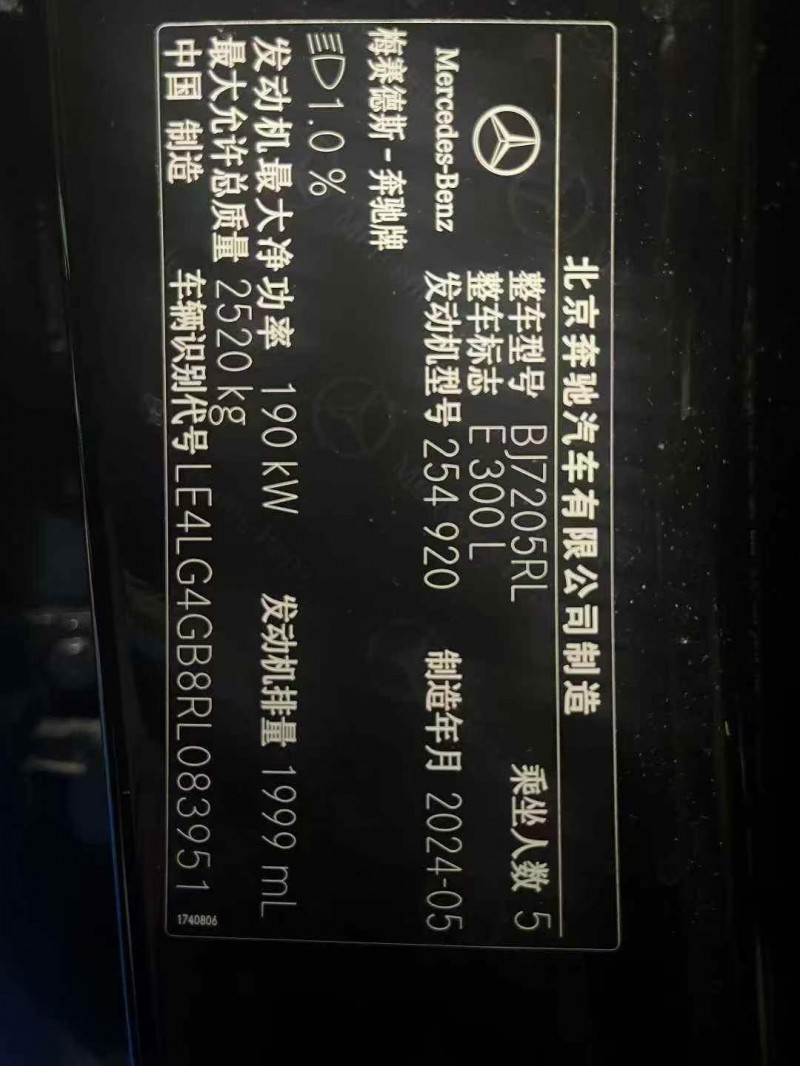 北京奔驰汽车有限公司制造
Mercedes-Benz
梅赛德斯-奔驰牌
整车型号 BJ7205RL 乘坐人数 5
整车标志 E 300 L
发动机型号 254 920 制造年月 2024-05
1.0 %
发动机最大净功率 190 kW 发动机排量 1999 mL
最大允许总质量 2520 kg
中国 制造 车辆识别代号 LE4LG4GB8RL083951
1740806